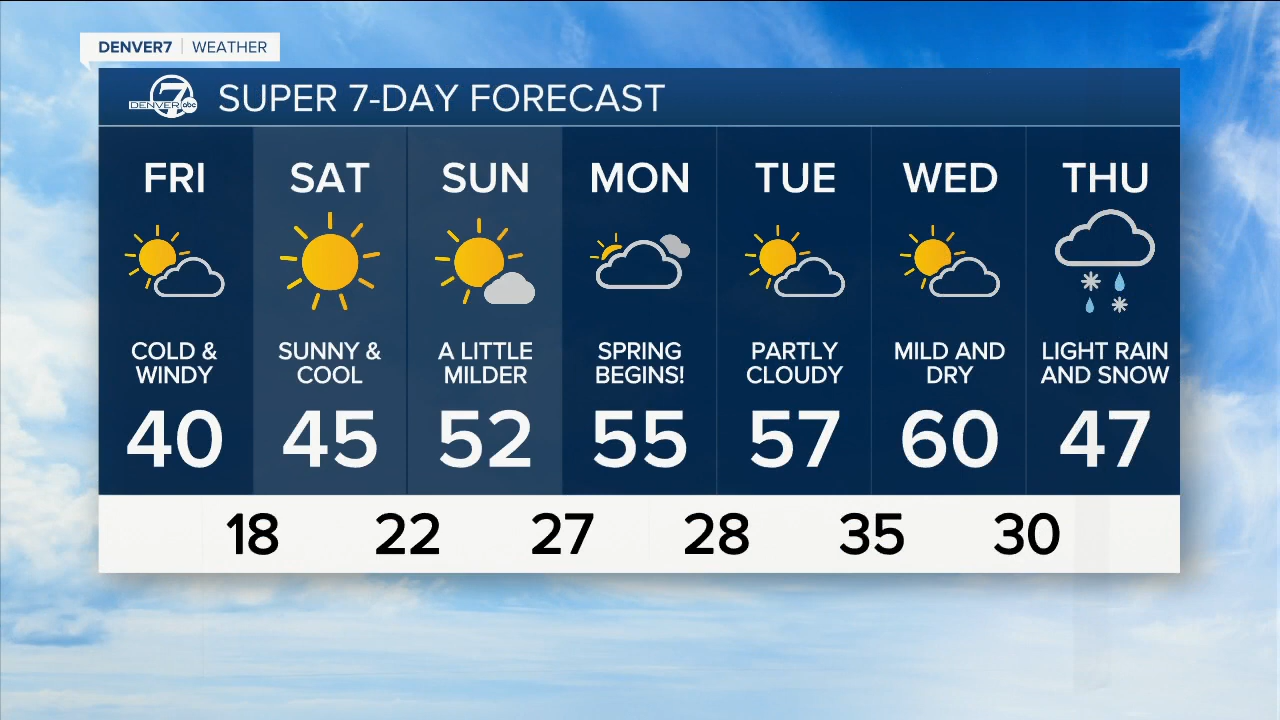 DENVER7 | WEATHER
7
DENVER abc
SUPER 7-DAY FORECAST
FRI SAT SUN MON TUE WED THU
COLD & SUNNY & A LITTLE SPRING PARTLY MILD AND LIGHT RAIN
WINDY COOL MILDER BEGINS! CLOUDY DRY AND SNOW
40 45 52 55 57 60 47
18 22 27 28 35 30